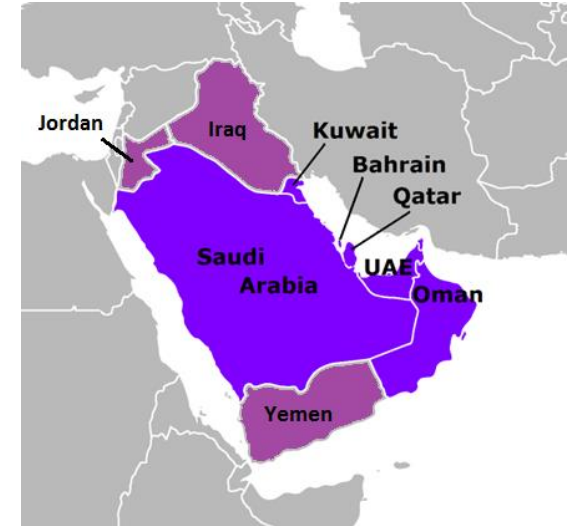 Jordan
Iraq
Kuwait
Bahrain
Qatar
Saudi
Arabia
UAE
Oman
Yemen